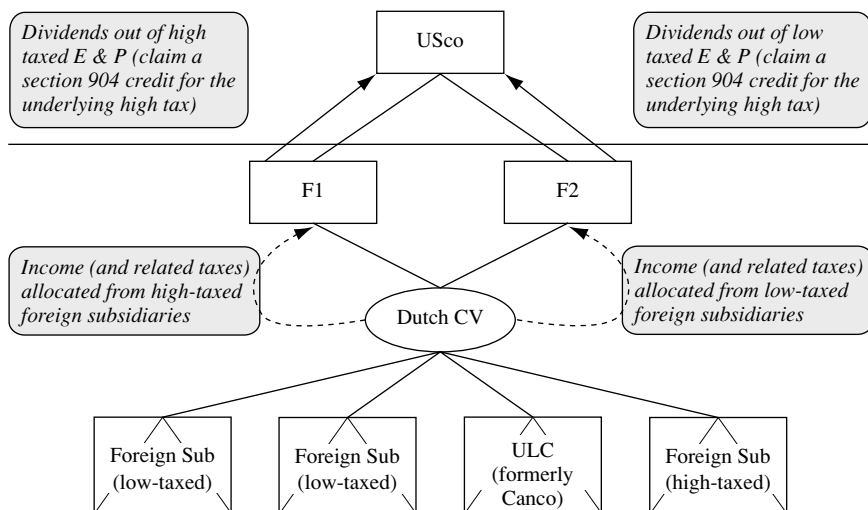 Dividends out of high
taxed E & P (claim a
section 904 credit for the
underlying high tax)
USco
Dividends out of low
taxed E & P (claim a
section 904 credit for the
underlying high tax)
F1
F2
Income (and related taxes)
allocated from high-taxed
foreign subsidiaries
Income (and related taxes)
allocated from low-taxed
foreign subsidiaries
Dutch CV
Foreign Sub
(low-taxed)
Foreign Sub
(low-taxed)
ULC
(formerly
Canco)
Foreign Sub
(high-taxed)